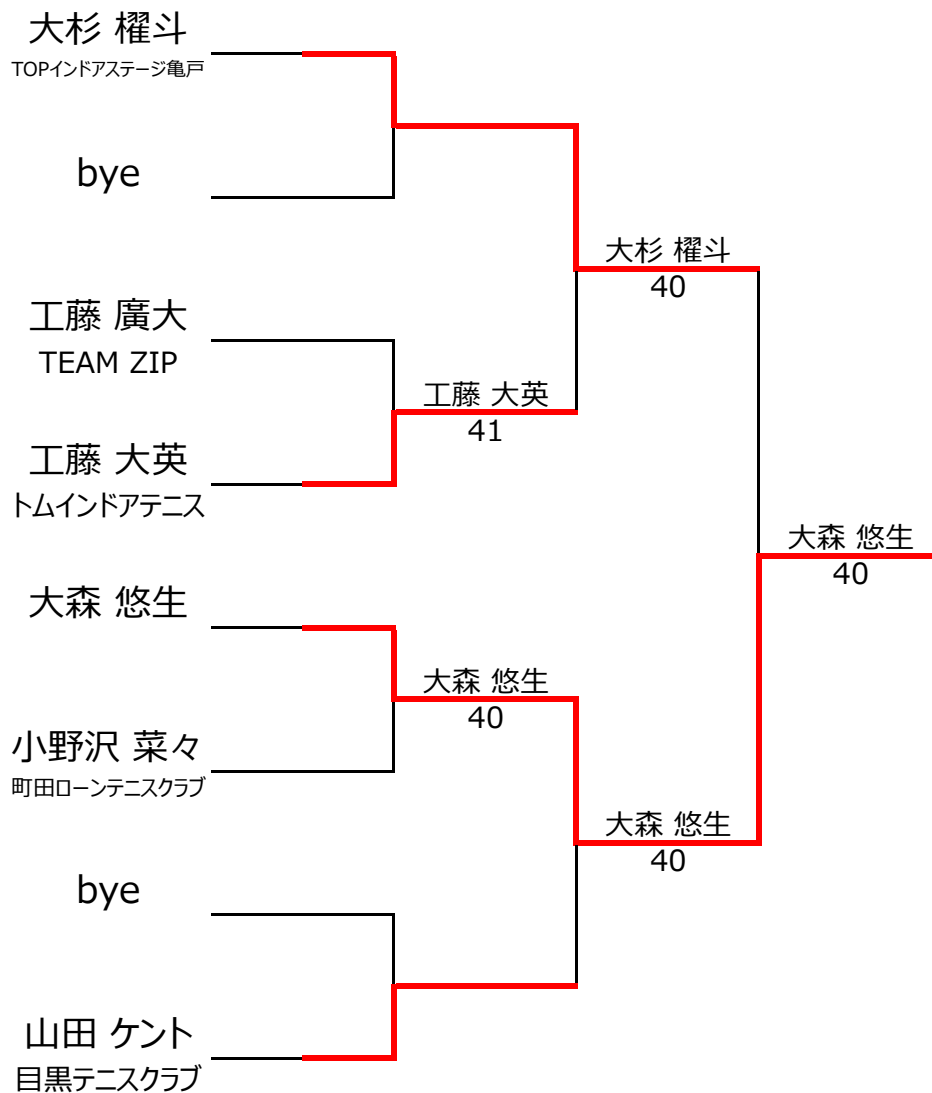 大杉 櫂斗
TOPインドアステージ亀戸
bye
大杉 櫂斗
40
工藤 廣大
TEAM ZIP
工藤 大英
41
工藤 大英
トムインドアテニス
大森 悠生
40
大森 悠生
大森 悠生
40
小野沢 菜々
町田ローンテニスクラブ
大森 悠生
40
bye
山田 ケント
目黒テニスクラブ